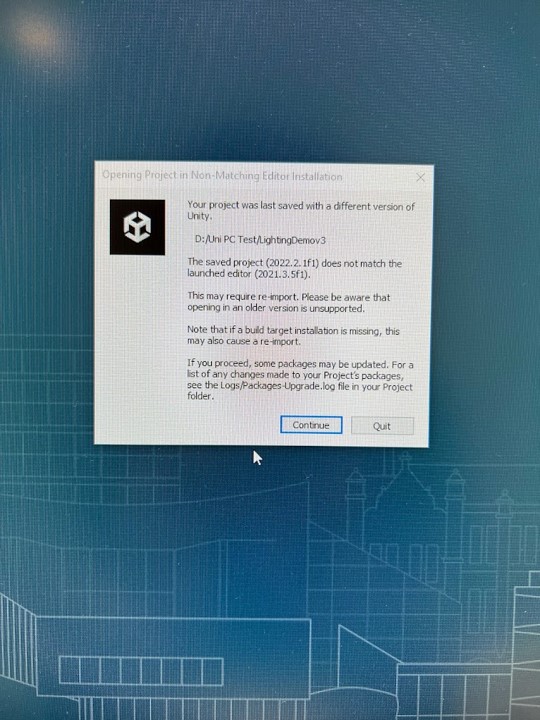 Opening Project in Non-Matching Editor Installation
Your project was last saved with a different version of
Unity.
D:/Uni PC Test/LightingDemov3
The saved project (2022.2.1f1) does not match the
launched editor (2021.3.5f1).
This may require re-import. Please be aware that
opening in an older version is unsupported.
Note that if a build target installation is missing, this
may also cause a re-import.
If you proceed, some packages may be updated. For a
list of any changes made to your Project's packages,
see the Logs/Packages-Upgrade.log file in your Project
folder.
Continue
Quit